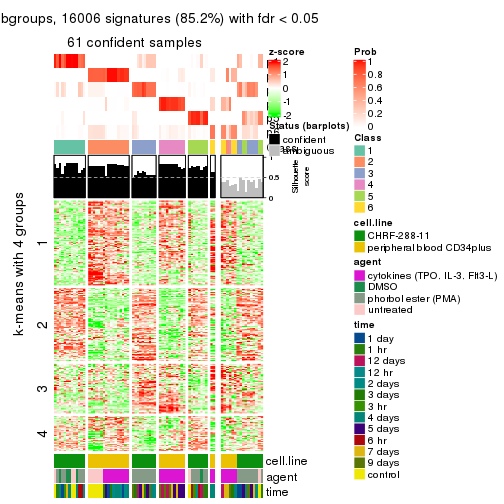 bgroups, 16006 signatures (85.2%) with fdr < 0.05
61 confident samples
z-score
2
1
0
-1
-2
Status (barplots)
confident
ambiguous
1
0.5
0
Silhouette
score
k-means with 4 groups
1
2
3
4
cell.line
agent
time
Prob
1
0.8
0.6
0.4
0.2
0
Class
1
2
3
4
5
6
cell.line
CHRF-288-11
peripheral blood CD34plus
agent
cytokines (TPO. IL-3. Flt3-L)
DMSO
phorbol ester (PMA)
untreated
time
1 day
1 hr
12 days
12 hr
2 days
3 days
3 hr
4 days
5 days
6 hr
7 days
9 days
control